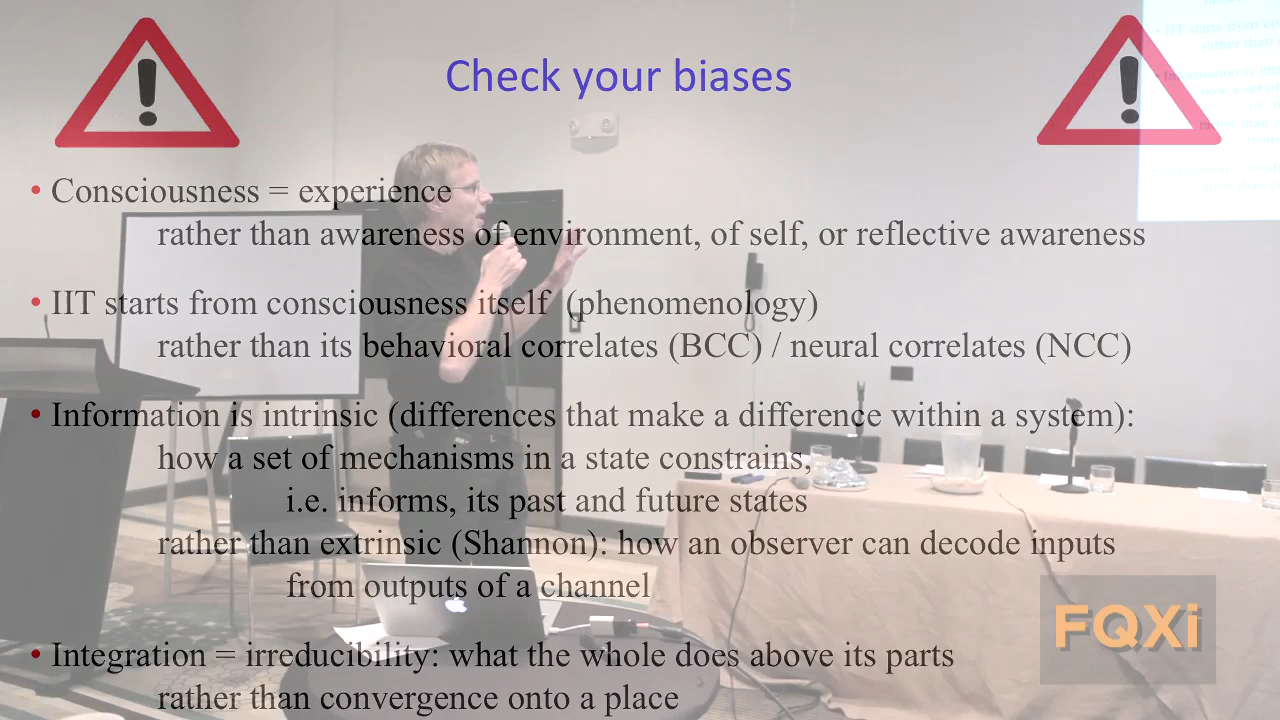 Check your biases
• Consciousness = experience
rather than awareness of environment, of self, or reflective awareness
• IIT starts from consciousness itself (phenomenology)
rather than its behavioral correlates (BCC) / neural correlates (NCC)
• Information is intrinsic (differences that make a difference within a system):
how a set of mechanisms in a state constrains,
i.e. informs, its past and future states
rather than extrinsic (Shannon): how an observer can decode inputs
from outputs of a channel
• Integration = irreducibility: what the whole does above its parts
rather than convergence onto a place
FQXi